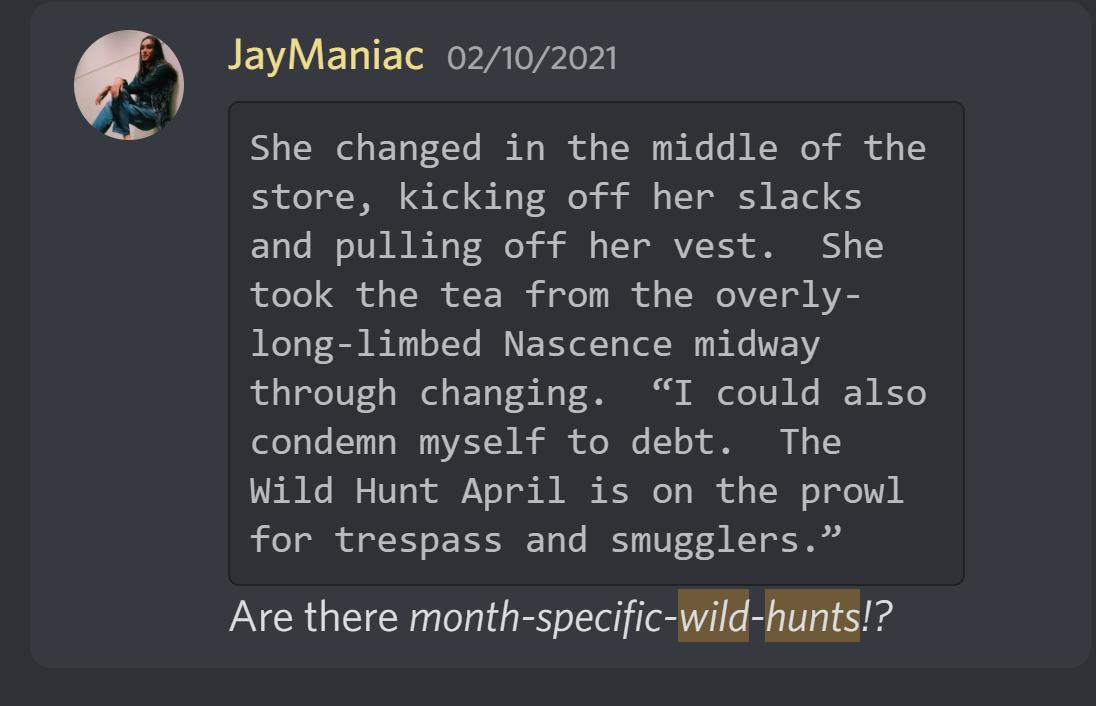 JayManiac 02/10/2021
She changed in the middle of the
store, kicking off her slacks
and pulling off her vest.  She
took the tea from the overly-
long-limbed Nascence midway
through changing.  “I could also
condemn myself to debt.  The
Wild Hunt April is on the prowl
for trespass and smugglers.”
Are there month-specific-wild-hunts!?